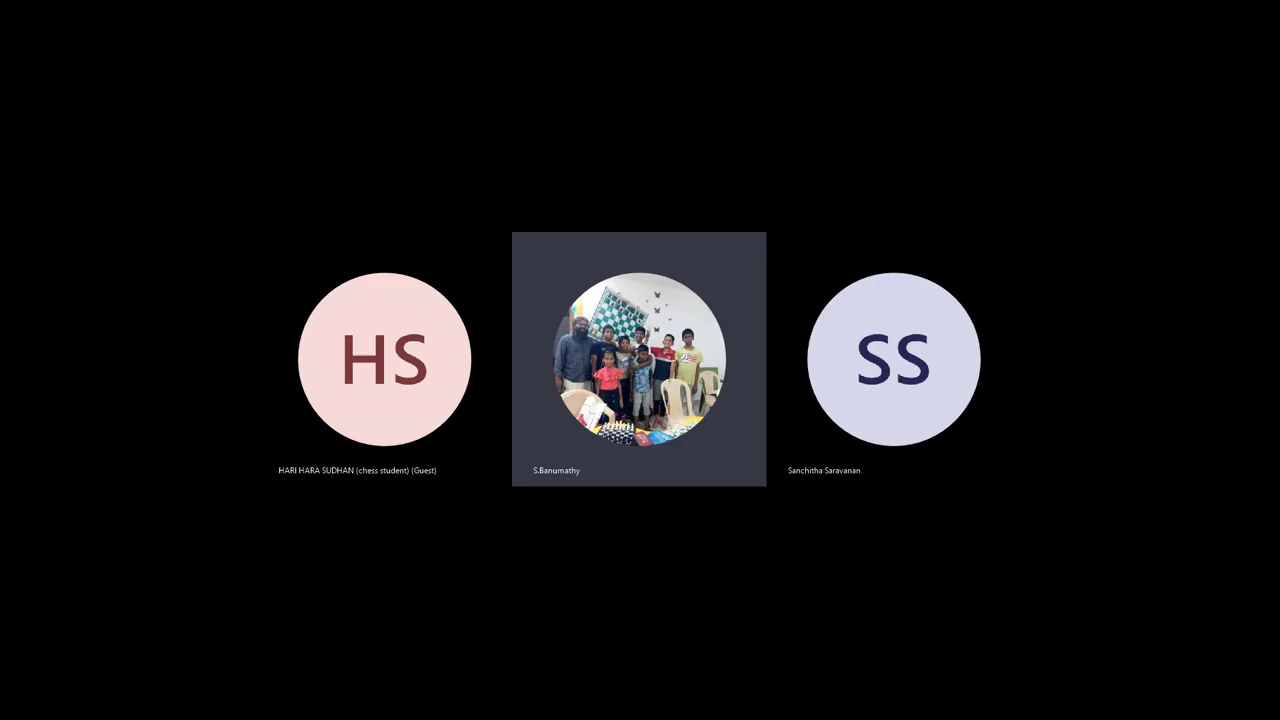 HS
SS
HARI HARA SUDHAN (chess student) (Guest)
S.Banumathy
Sanchitha Saravanan